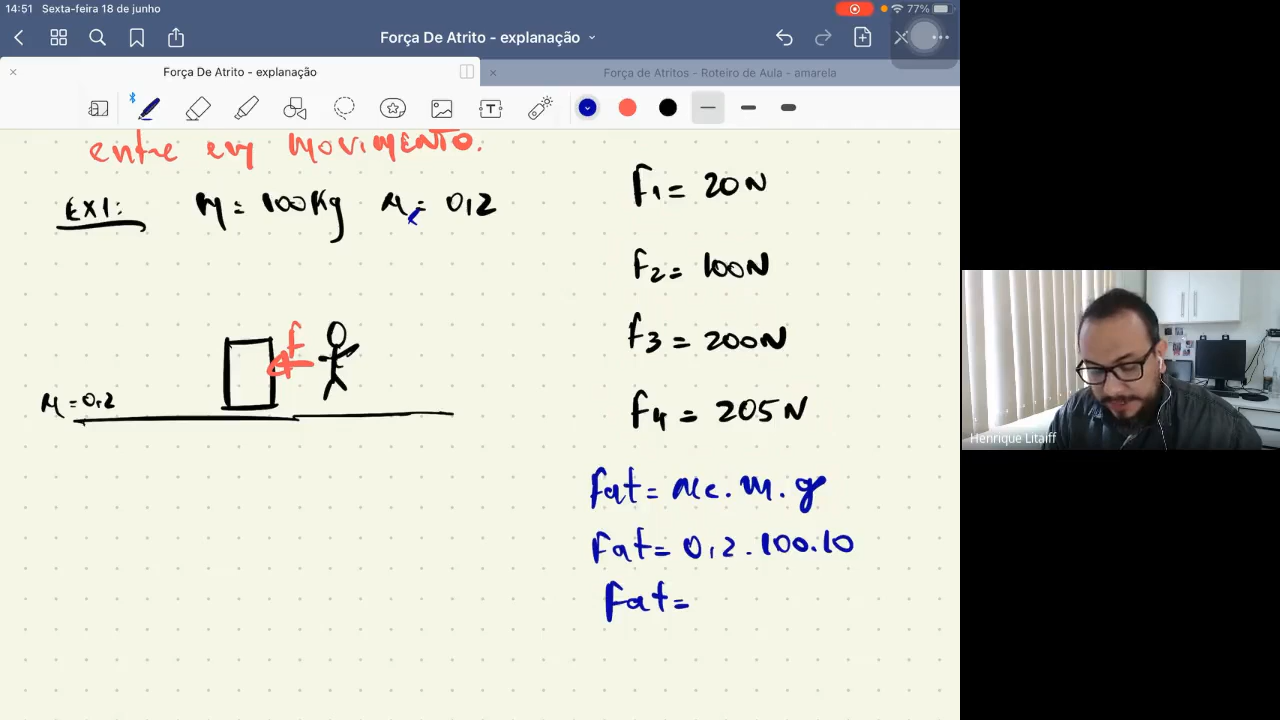 14:51 Sexta-feira 18 de junho
77%
Força De Atrito - explanação
Força De Atrito - explanação
Força de Atritos - Roteiro de Aula - amarela
entre em MOVIMENTO.
EX1: M = 100Kg μ = 0,2
F1 = 20N
F2 = 100N
F3 = 200N
F4 = 205N
F
μ = 0,2
Fat = μe . m . g
Fat = 0,2 . 100 . 10
Fat =
Henrique Litaiff